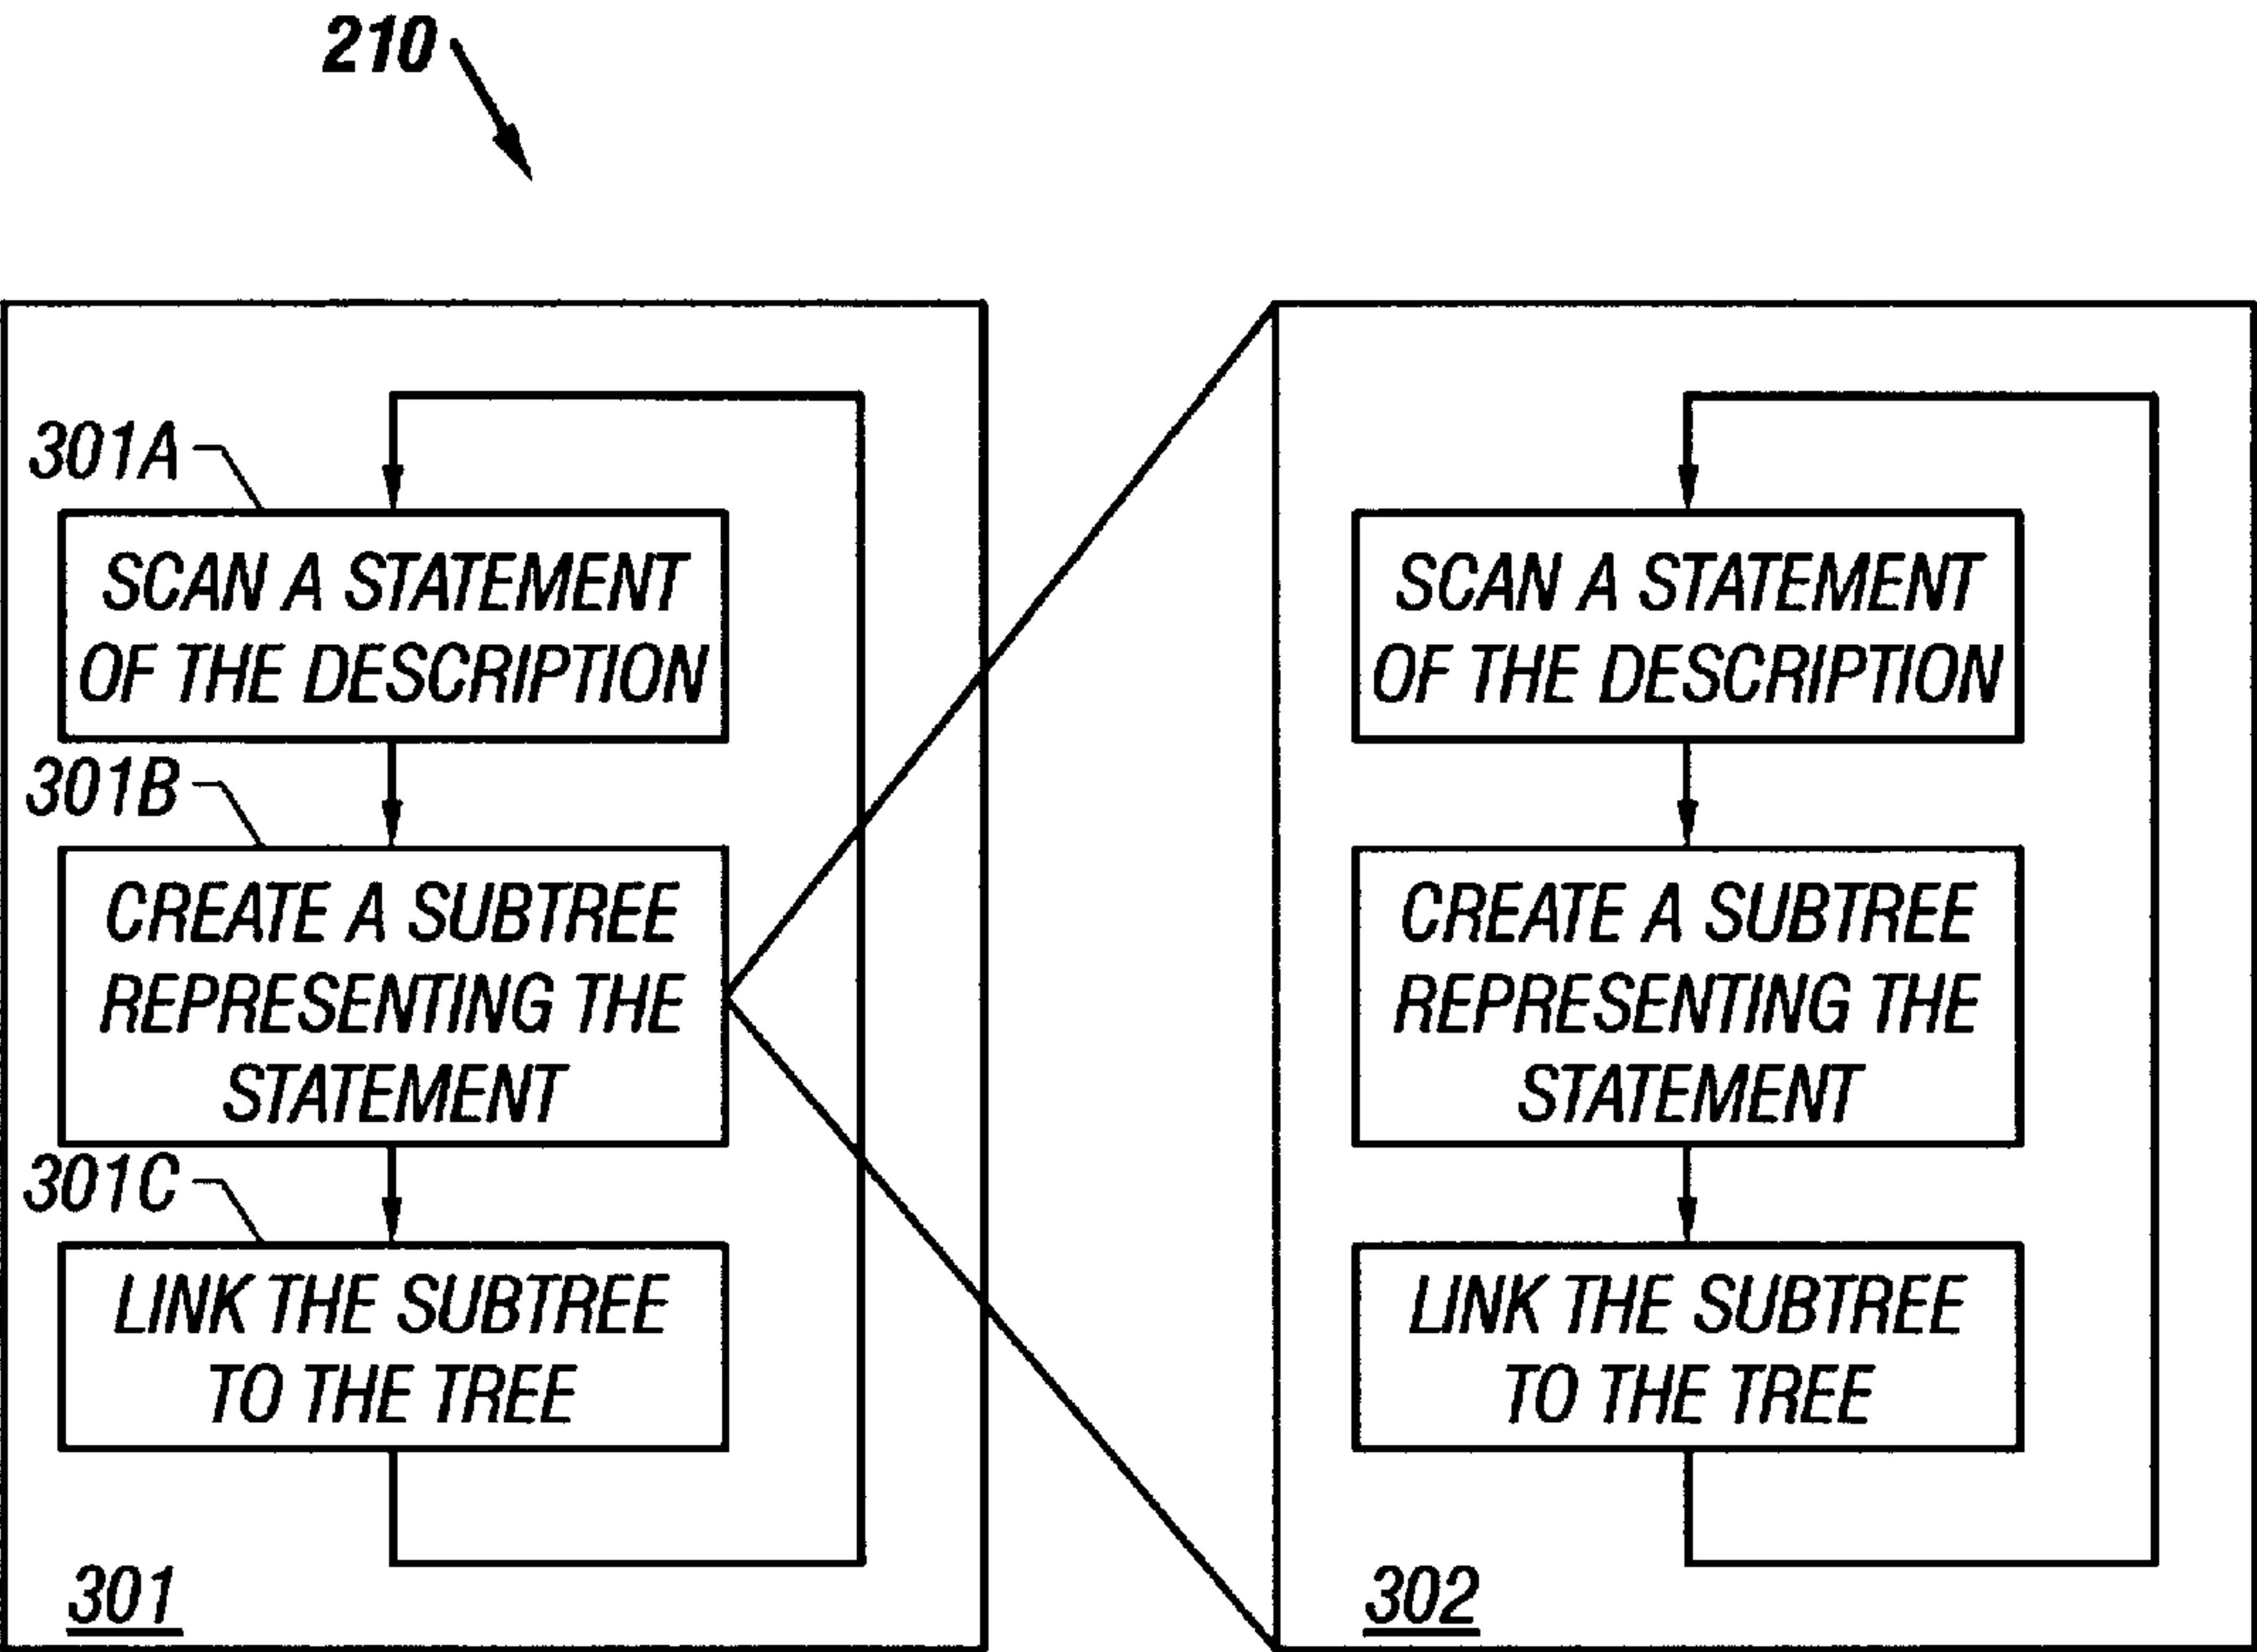 210
301A
SCAN A STATEMENT
OF THE DESCRIPTION
301B
CREATE A SUBTREE
REPRESENTING THE
STATEMENT
301C
LINK THE SUBTREE
TO THE TREE
301
SCAN A STATEMENT
OF THE DESCRIPTION
CREATE A SUBTREE
REPRESENTING THE
STATEMENT
LINK THE SUBTREE
TO THE TREE
302